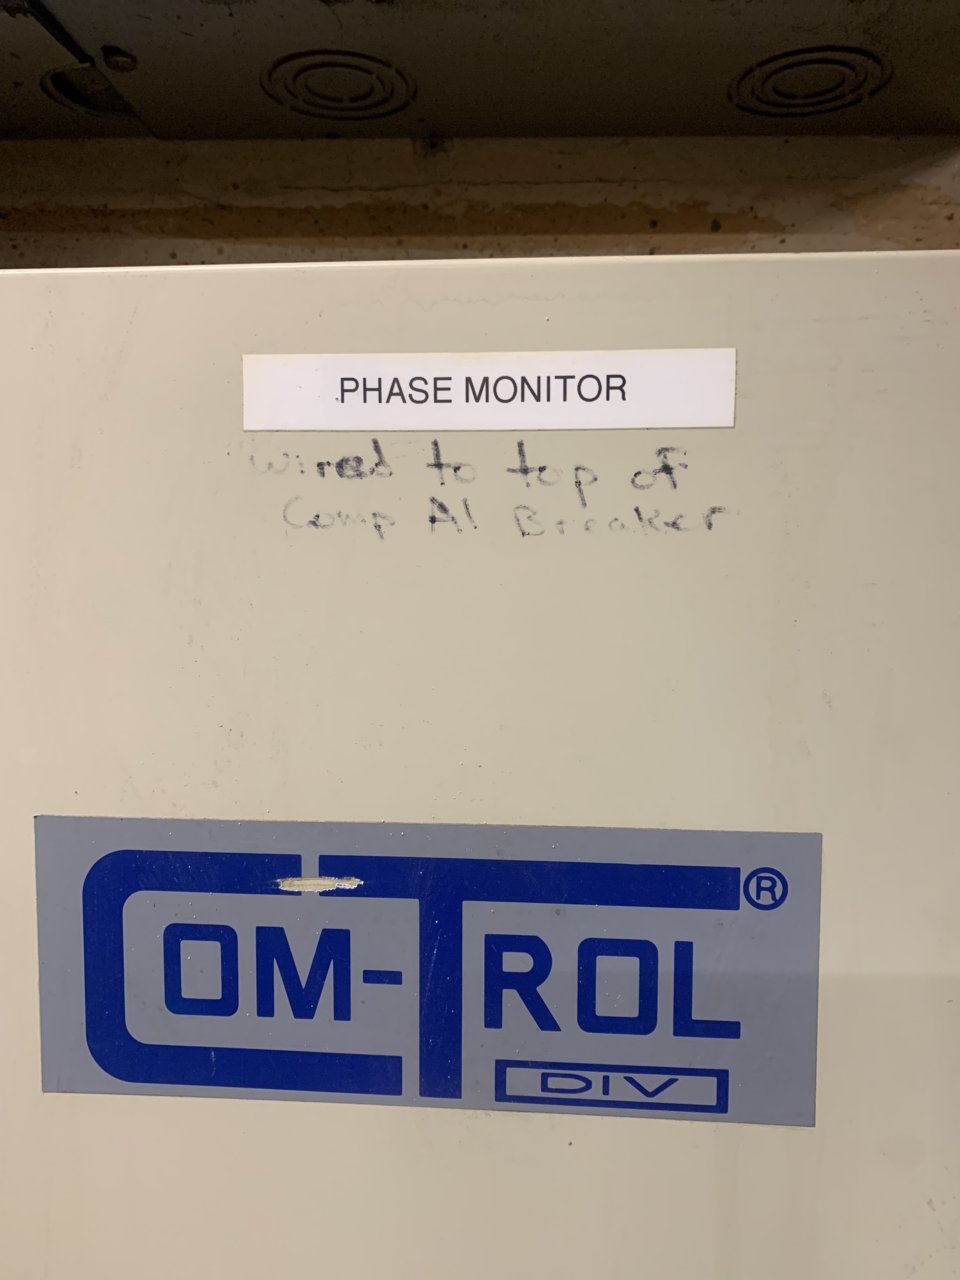 PHASE MONITOR
Wired to top of
Comp A1 Breaker
COM-TROL®
DIV